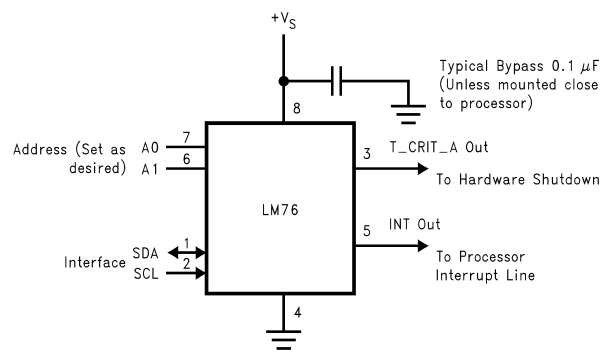 +VS
Typical Bypass 0.1 μF
(Unless mounted close
to processor)
8
Address (Set as
desired)
A0
7
A1
6
3
T_CRIT_A Out
To Hardware Shutdown
LM76
5
INT Out
To Processor
Interrupt Line
Interface
SDA
1
SCL
2
4